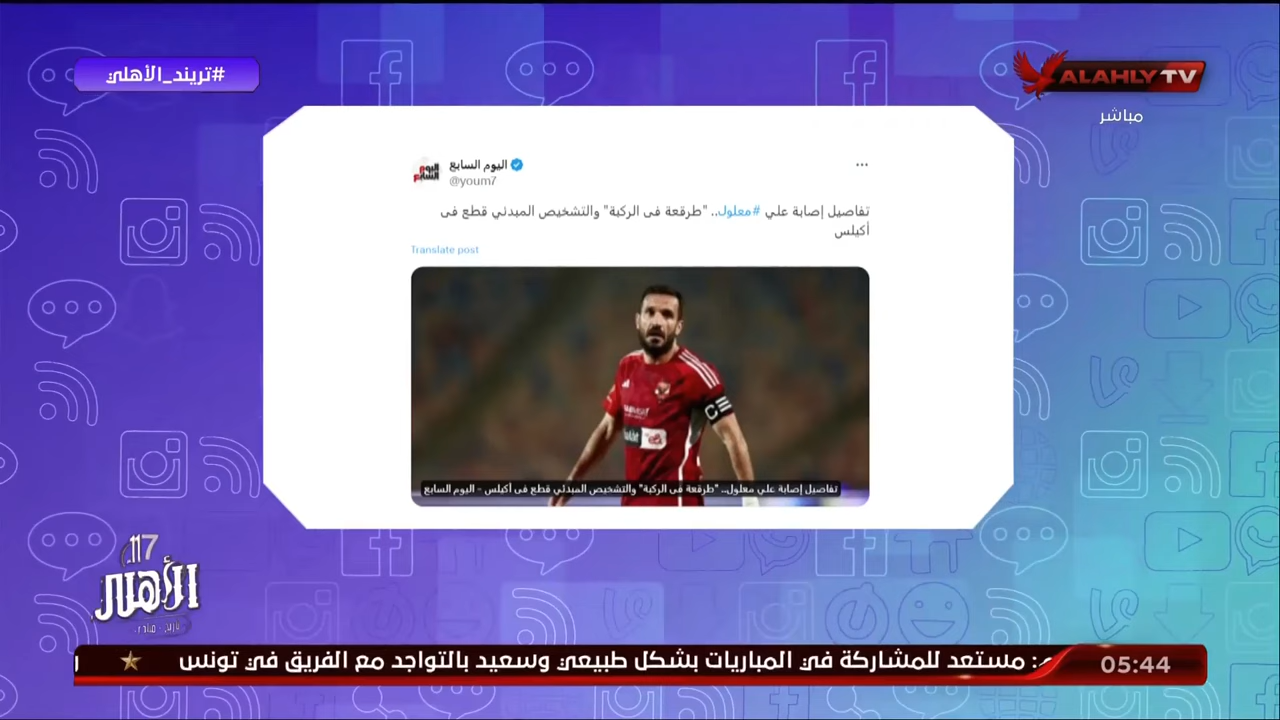 #تريند_الأهلي
ALAHLY TV
مباشر
اليوم السابع
@youm7
تفاصيل إصابة علي #معلول.. "طرقعة فى الركبة" والتشخيص المبدئي قطع فى
أكيلس
Translate post
تفاصيل إصابة علي معلول.. "طرقعة فى الركبة" والتشخيص المبدئي قطع فى أكيلس - اليوم السابع
117
الأهلي
: مستعد للمشاركة في المباريات بشكل طبيعي وسعيد بالتواجد مع الفريق في تونس
05:44